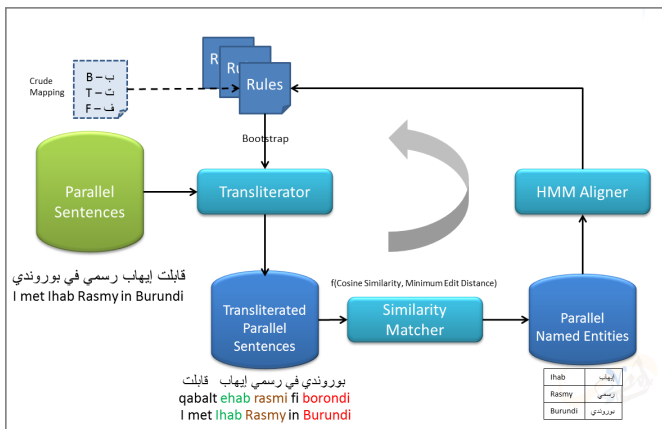 Crude
Mapping
B – ب
T – ت
F – ف
R
Ru
Rules
Bootstrap
Parallel
Sentences
Transliterator
HMM Aligner
قابلت إيهاب رسمي في بوروندي
I met Ihab Rasmy in Burundi
Transliterated
Parallel
Sentences
f(Cosine Similarity, Minimum Edit Distance)
Similarity
Matcher
Parallel
Named Entities
بوروندي في رسمي إيهاب قابلت
qabalt ehab rasmi fi borondi
I met Ihab Rasmy in Burundi
Ihab إيهاب
Rasmy رسمي
Burundi بوروندي